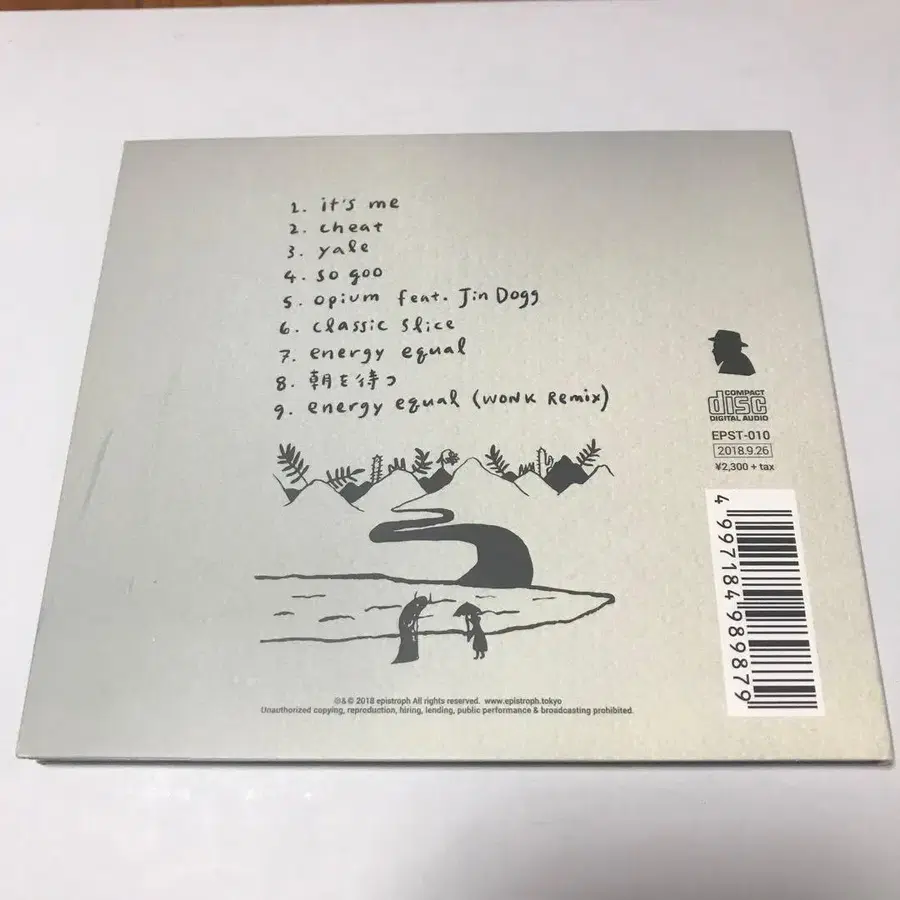 1. it's me
2. cheat
3. yale
4. so goo
5. opium feat. Jin Dogg
6. classic slice
7. energy equal
8. 朝を待つ
9. energy equal (WONK Remix)
COMPACT
disc
DIGITAL AUDIO
EPST-010
2018.9.26
¥2,300 + tax
4997184989879
℗&© 2018 epistroph All rights reserved. www.epistroph.tokyo
Unauthorized copying, reproduction, hiring, lending, public performance & broadcasting prohibited.